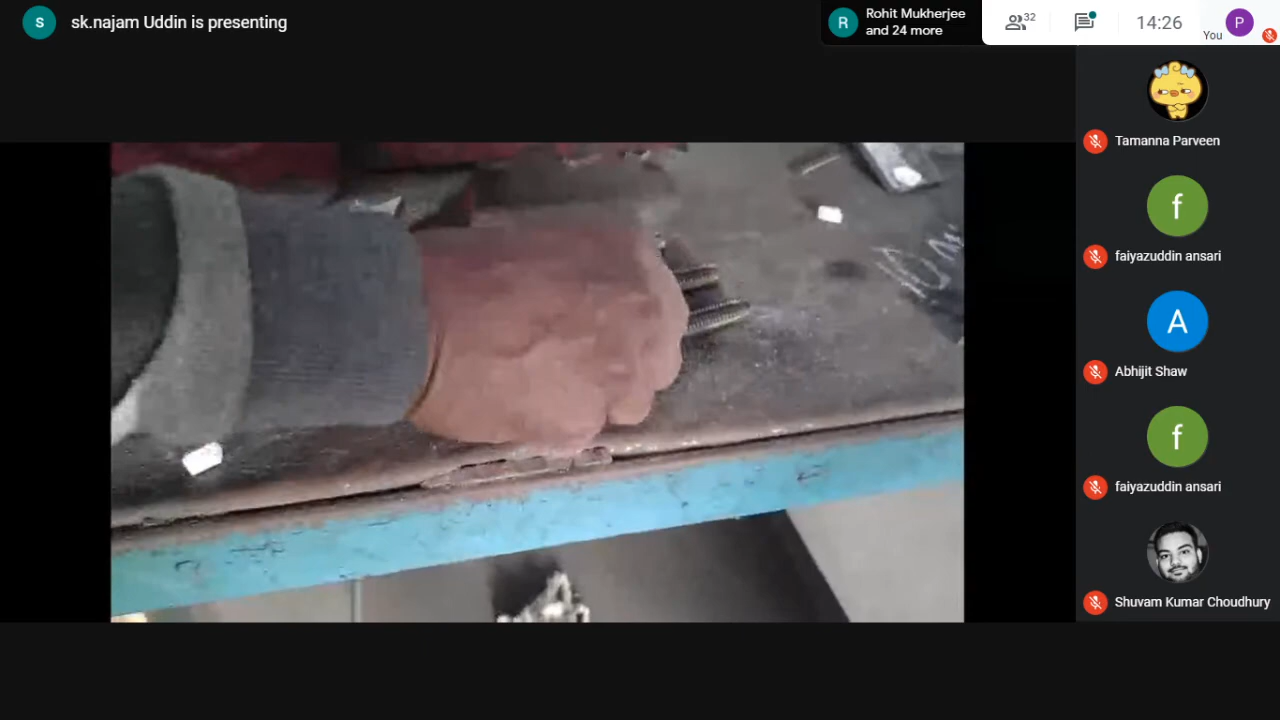 S
sk.najam Uddin is presenting
R
Rohit Mukherjee
and 24 more
32
14:26
You
P
Tamanna Parveen
f
faiyazuddin ansari
A
Abhijit Shaw
f
faiyazuddin ansari
Shuvam Kumar Choudhury